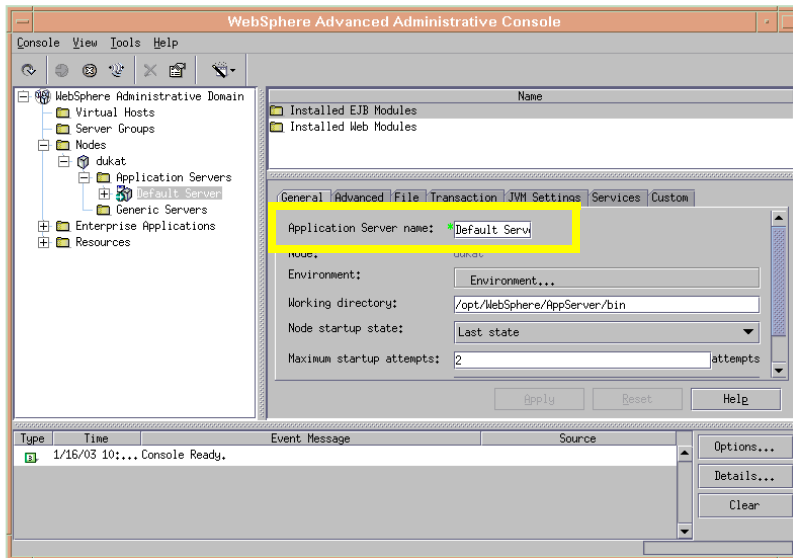 WebSphere Advanced Administrative Console
Console View Tools Help
WebSphere Administrative Domain
Virtual Hosts
Server Groups
Nodes
dukat
Application Servers
Default Server
Generic Servers
Enterprise Applications
Resources
Name
Installed EJB Modules
Installed Web Modules
General Advanced File Transaction JVM Settings Services Custom
Application Server name: *Default Serv
Node: dukat
Environment: Environment...
Working directory: /opt/WebSphere/AppServer/bin
Node startup state: Last state
Maximum startup attempts: 2 attempts
Apply Reset Help
Type Time Event Message Source
1/16/03 10:... Console Ready.
Options...
Details...
Clear